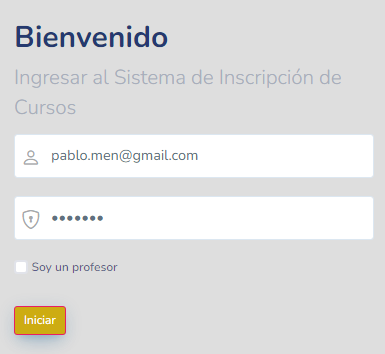 Bienvenido
Ingresar al Sistema de Inscripción de
Cursos
pablo.men@gmail.com
•••••••
Soy un profesor
Iniciar